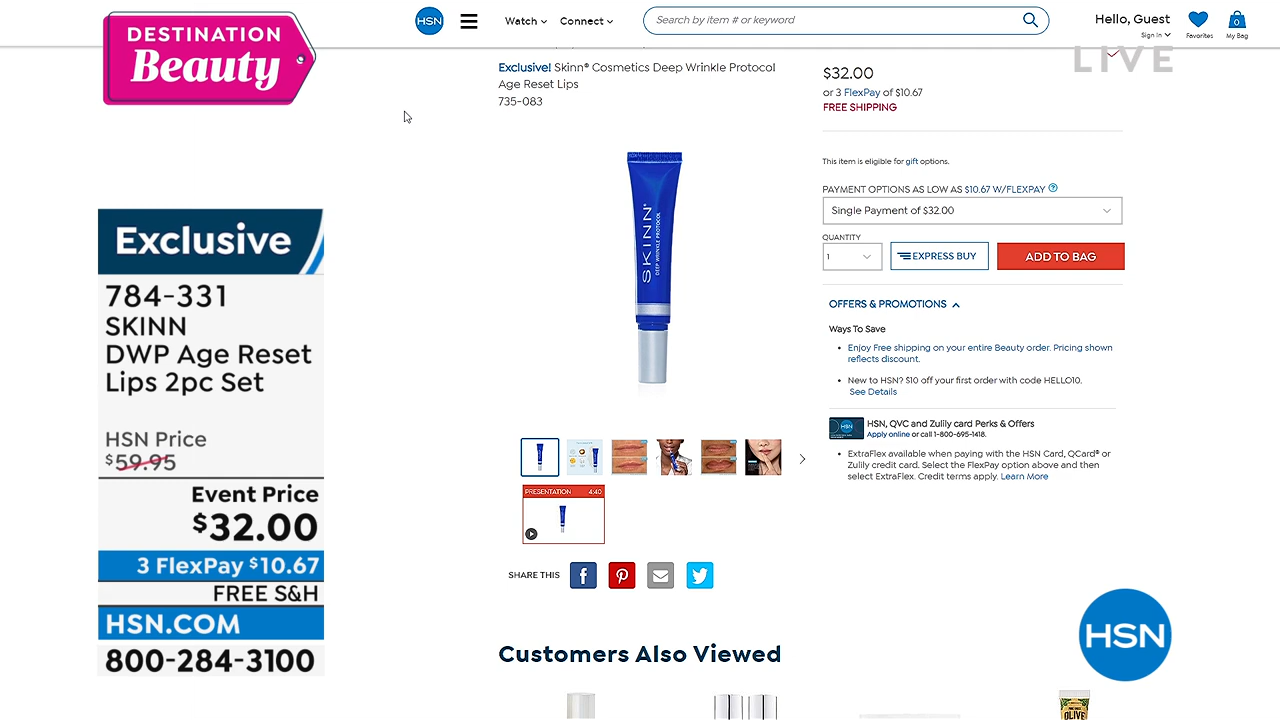 DESTINATION
Beauty
HSN
Watch
Connect
Search by item # or keyword
Hello, Guest
Sign In
Favorites
0
My Bag
LIVE
Exclusive! Skinn® Cosmetics Deep Wrinkle Protocol
Age Reset Lips
735-083
$32.00
or 3 FlexPay of $10.67
FREE SHIPPING
This item is eligible for gift options.
PAYMENT OPTIONS AS LOW AS $10.67 W/FLEXPAY ?
Single Payment of $32.00
QUANTITY
1
EXPRESS BUY
ADD TO BAG
OFFERS & PROMOTIONS
Ways To Save
• Enjoy Free shipping on your entire Beauty order. Pricing shown
reflects discount.
• New to HSN? $10 off your first order with code HELLO10.
See Details
HSN
HSN, QVC and Zulily card Perks & Offers
Apply online or call 1-800-695-1418.
• ExtraFlex available when paying with the HSN Card, QCard® or
Zulily credit card. Select the FlexPay option above and then
select ExtraFlex. Credit terms apply. Learn More
SKINN®
DEEP WRINKLE PROTOCOL
PRESENTATION 4:40
SHARE THIS
Customers Also Viewed
OLIVE
Exclusive
784-331
SKINN
DWP Age Reset
Lips 2pc Set
HSN Price
$59.95
Event Price
$32.00
3 FlexPay $10.67
FREE S&H
HSN.COM
800-284-3100
HSN